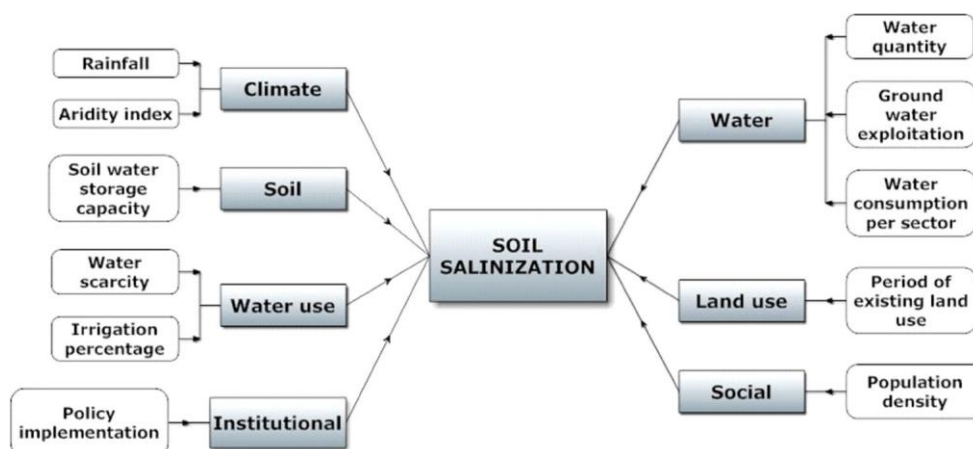 Rainfall
Aridity index
Climate
Soil water
storage
capacity
Soil
Water
scarcity
Irrigation
percentage
Water use
Policy
implementation
Institutional
SOIL
SALINIZATION
Water
Water
quantity
Ground
water
exploitation
Water
consumption
per sector
Land use
Period of
existing land
use
Social
Population
density